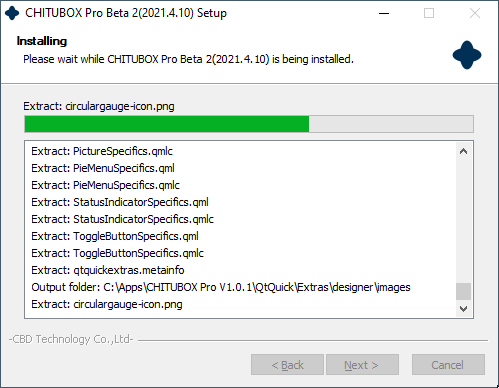 CHITUBOX Pro Beta 2(2021.4.10) Setup
Installing
Please wait while CHITUBOX Pro Beta 2(2021.4.10) is being installed.
Extract: circulargauge-icon.png
Extract: PictureSpecifics.qmlc
Extract: PieMenuSpecifics.qml
Extract: PieMenuSpecifics.qmlc
Extract: StatusIndicatorSpecifics.qml
Extract: StatusIndicatorSpecifics.qmlc
Extract: ToggleButtonSpecifics.qml
Extract: ToggleButtonSpecifics.qmlc
Extract: qtquickextras.metainfo
Output folder: C:\Apps\CHITUBOX Pro V1.0.1\QtQuick\Extras\designer\images
Extract: circulargauge-icon.png
-CBD Technology Co.,Ltd-
< Back
Next >
Cancel